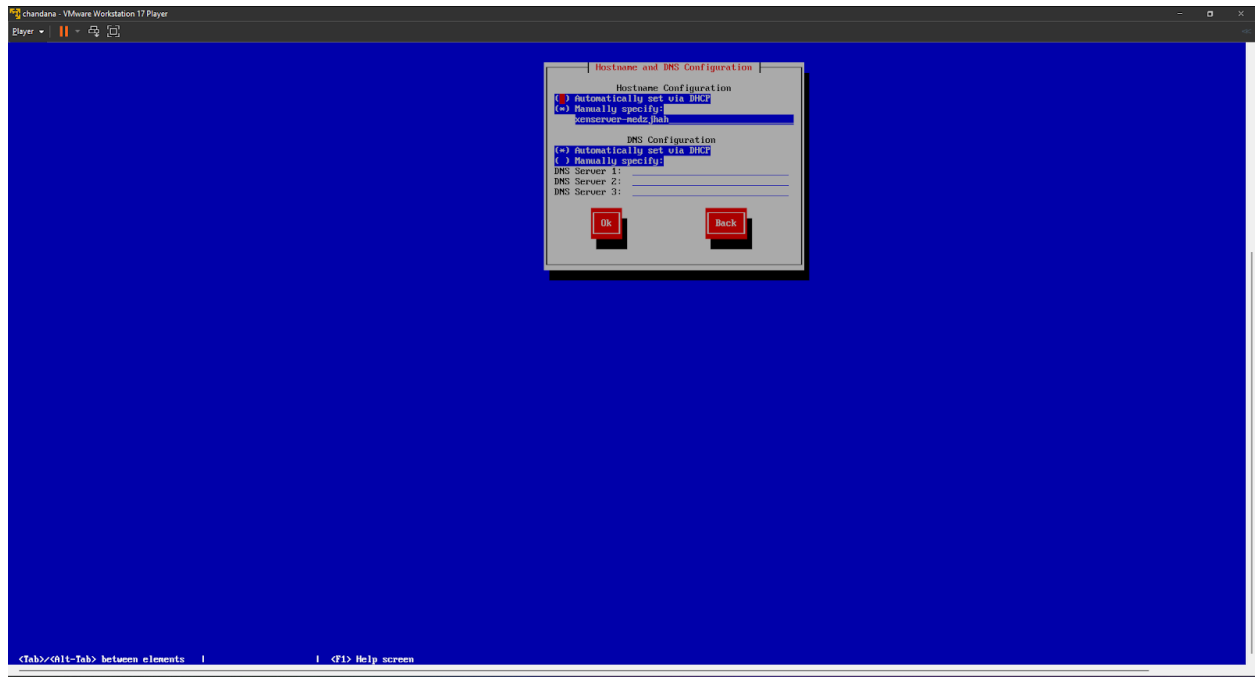 chandana - VMware Workstation 17 Player
Player
Hostname and DNS Configuration
Hostname Configuration
( ) Automatically set via DHCP
(*) Manually specify:
xenserver-medzjhah
DNS Configuration
(*) Automatically set via DHCP
( ) Manually specify:
DNS Server 1:
DNS Server 2:
DNS Server 3:
Ok Back
<Tab>/<Alt-Tab> between elements | | <F1> Help screen